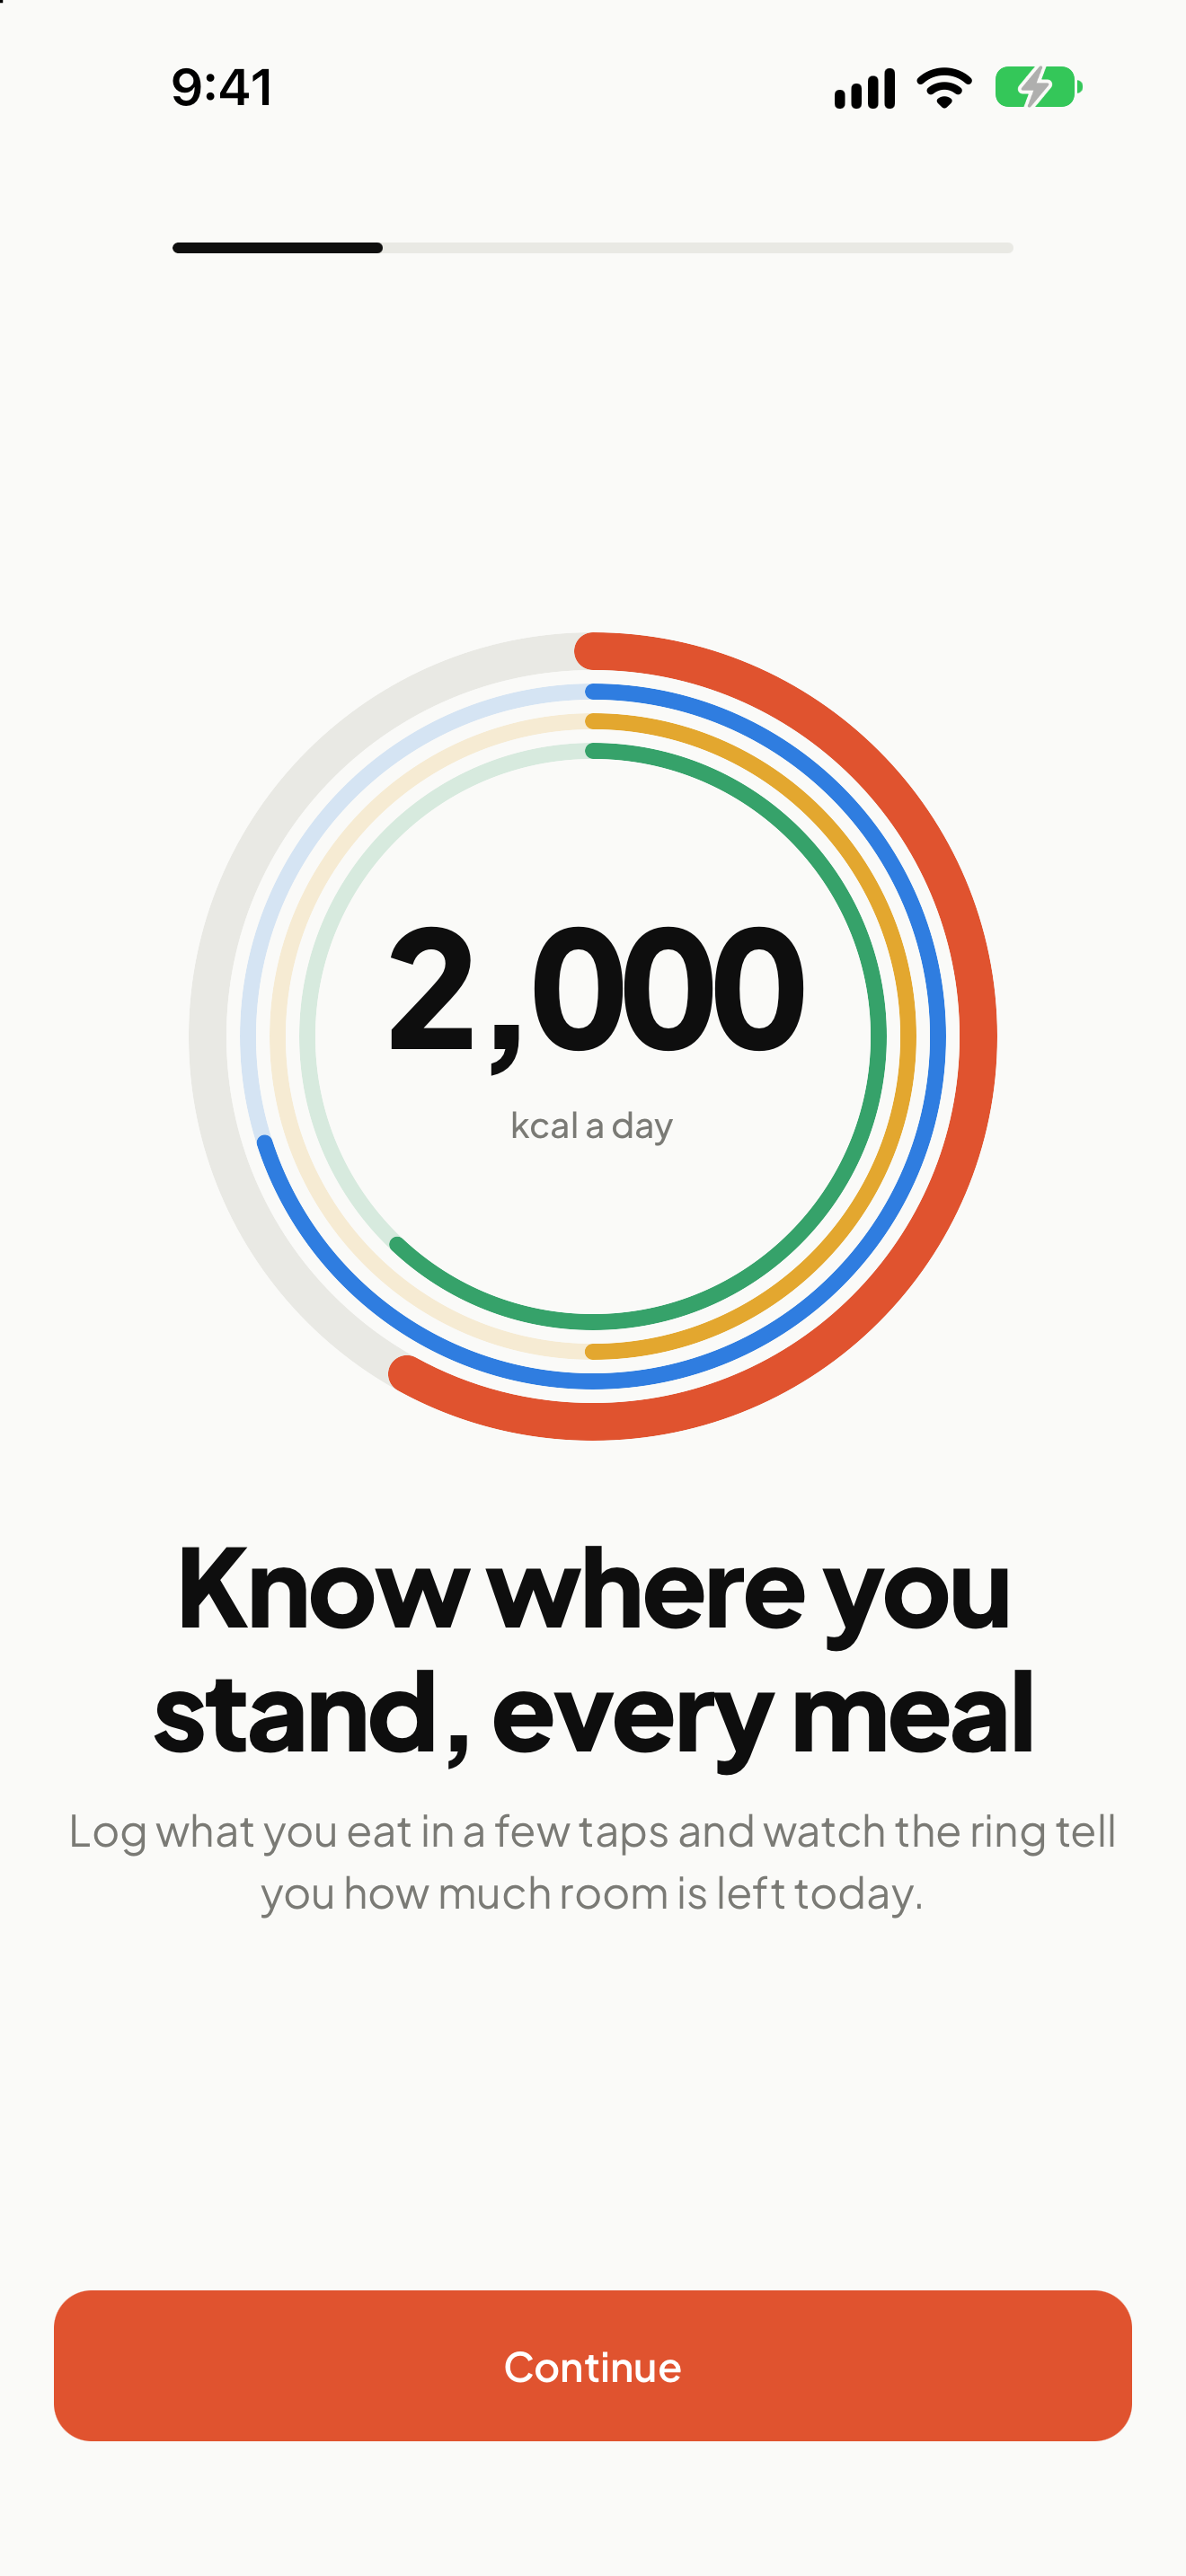 9:41
2,000
kcal a day
Know where you
stand, every meal
Log what you eat in a few taps and watch the ring tell
you how much room is left today.
Continue